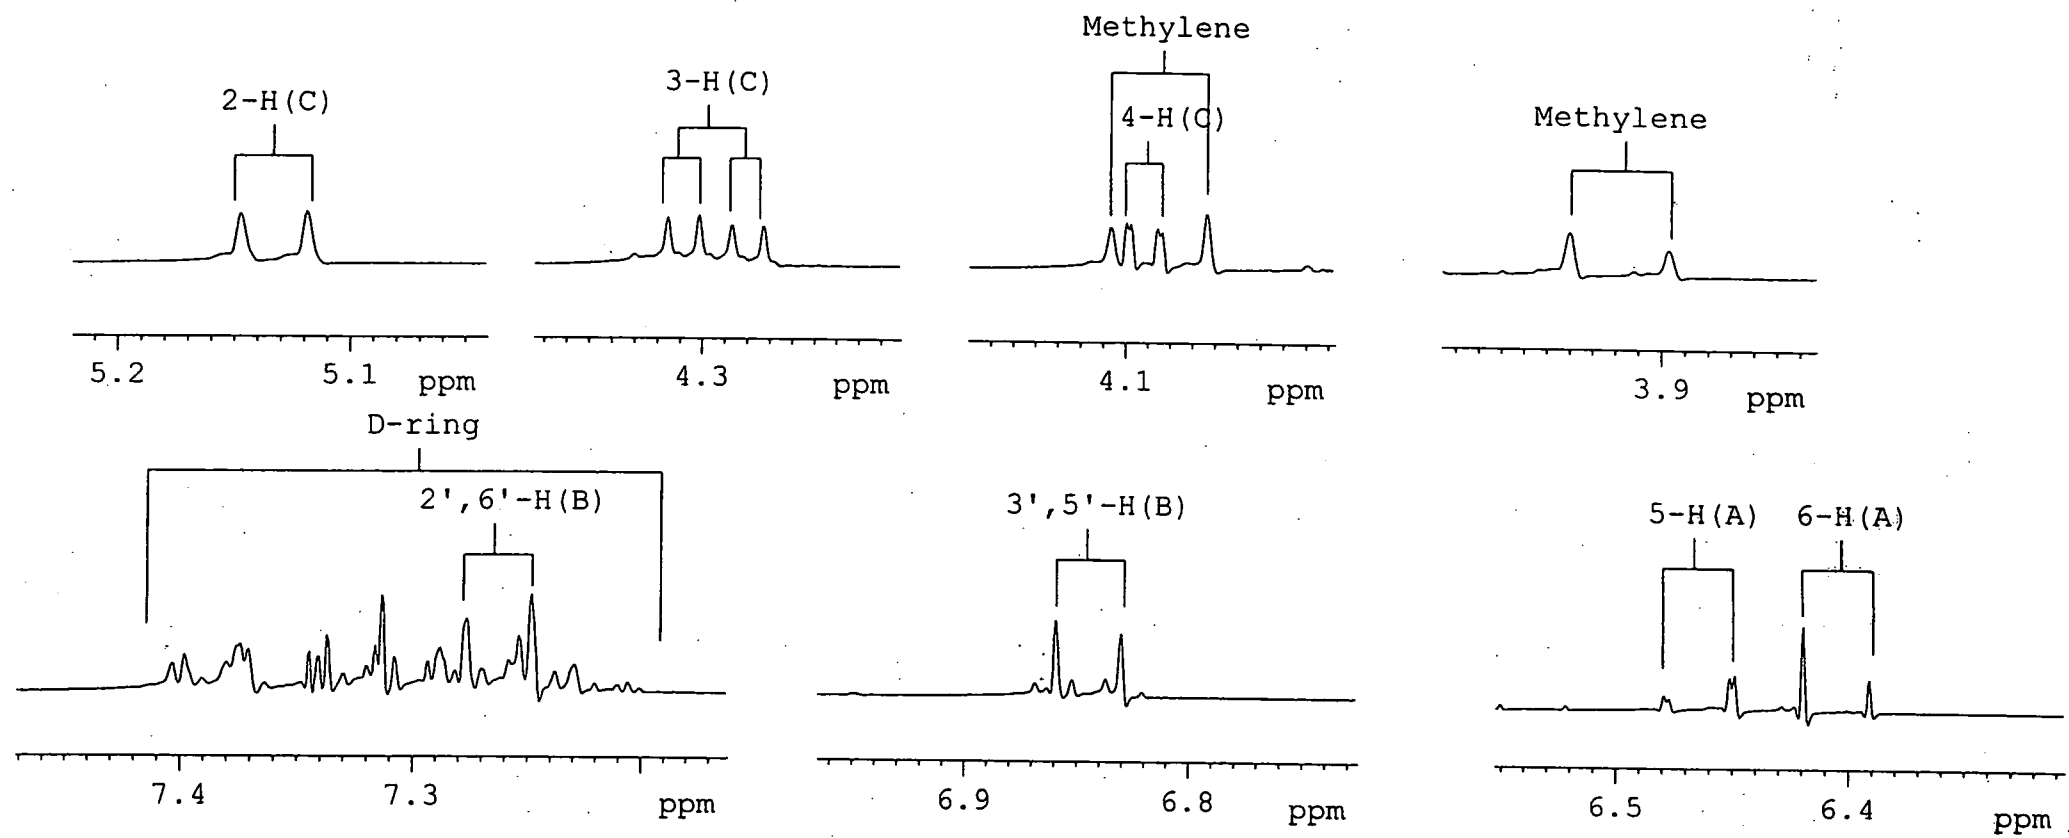 Methylene
2-H(C)
3-H(C)
4-H(C)
Methylene
5.2 5.1 ppm
4.3 ppm
4.1 ppm
3.9 ppm
D-ring
2',6'-H(B)
3',5'-H(B)
5-H(A) 6-H(A)
7.4 7.3 ppm
6.9 6.8 ppm
6.5 6.4 ppm